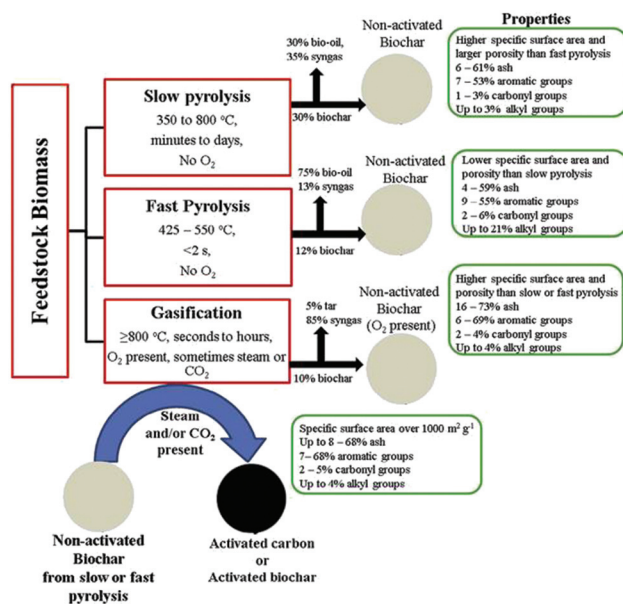 Properties
Feedstock Biomass
Slow pyrolysis
350 to 800 °C,
minutes to days,
No O₂
30% bio-oil,
35% syngas
30% biochar
Non-activated
Biochar
Higher specific surface area and
larger porosity than fast pyrolysis
6 – 61% ash
7 – 53% aromatic groups
1 – 3% carbonyl groups
Up to 3% alkyl groups
Fast Pyrolysis
425 – 550 °C,
<2 s,
No O₂
75% bio-oil
13% syngas
12% biochar
Non-activated
Biochar
Lower specific surface area and
porosity than slow pyrolysis
4 – 59% ash
9 – 55% aromatic groups
2 – 6% carbonyl groups
Up to 21% alkyl groups
Gasification
≥800 °C, seconds to hours,
O₂ present, sometimes steam or
CO₂
5% tar
85% syngas
10% biochar
Non-activated
Biochar
(O₂ present)
Higher specific surface area and
porosity than slow or fast pyrolysis
16 – 73% ash
6 – 69% aromatic groups
2 – 4% carbonyl groups
Up to 4% alkyl groups
Steam
and/or CO₂
present
Specific surface area over 1000 m² g⁻¹
Up to 8 – 68% ash
7– 68% aromatic groups
2 – 5% carbonyl groups
Up to 4% alkyl groups
Non-activated
Biochar
from slow or fast
pyrolysis
Activated carbon
or
Activated biochar